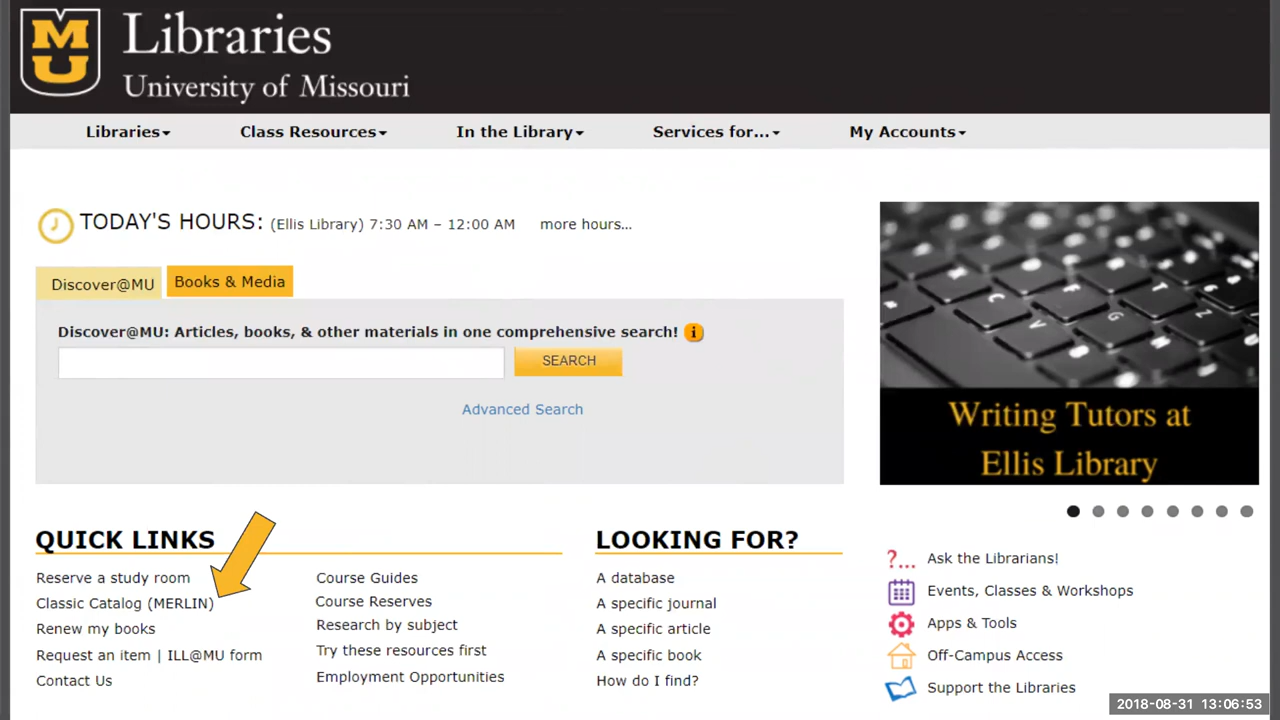 MU
Libraries
University of Missouri
Libraries
Class Resources
In the Library
Services for...
My Accounts
TODAY'S HOURS: (Ellis Library) 7:30 AM – 12:00 AM more hours...
Discover@MU
Books & Media
Discover@MU: Articles, books, & other materials in one comprehensive search! i
SEARCH
Advanced Search
Writing Tutors at
Ellis Library
QUICK LINKS
Reserve a study room
Classic Catalog (MERLIN)
Renew my books
Request an item | ILL@MU form
Contact Us
Course Guides
Course Reserves
Research by subject
Try these resources first
Employment Opportunities
LOOKING FOR?
A database
A specific journal
A specific article
A specific book
How do I find?
?... Ask the Librarians!
Events, Classes & Workshops
Apps & Tools
Off-Campus Access
Support the Libraries
2018-08-31 13:06:53